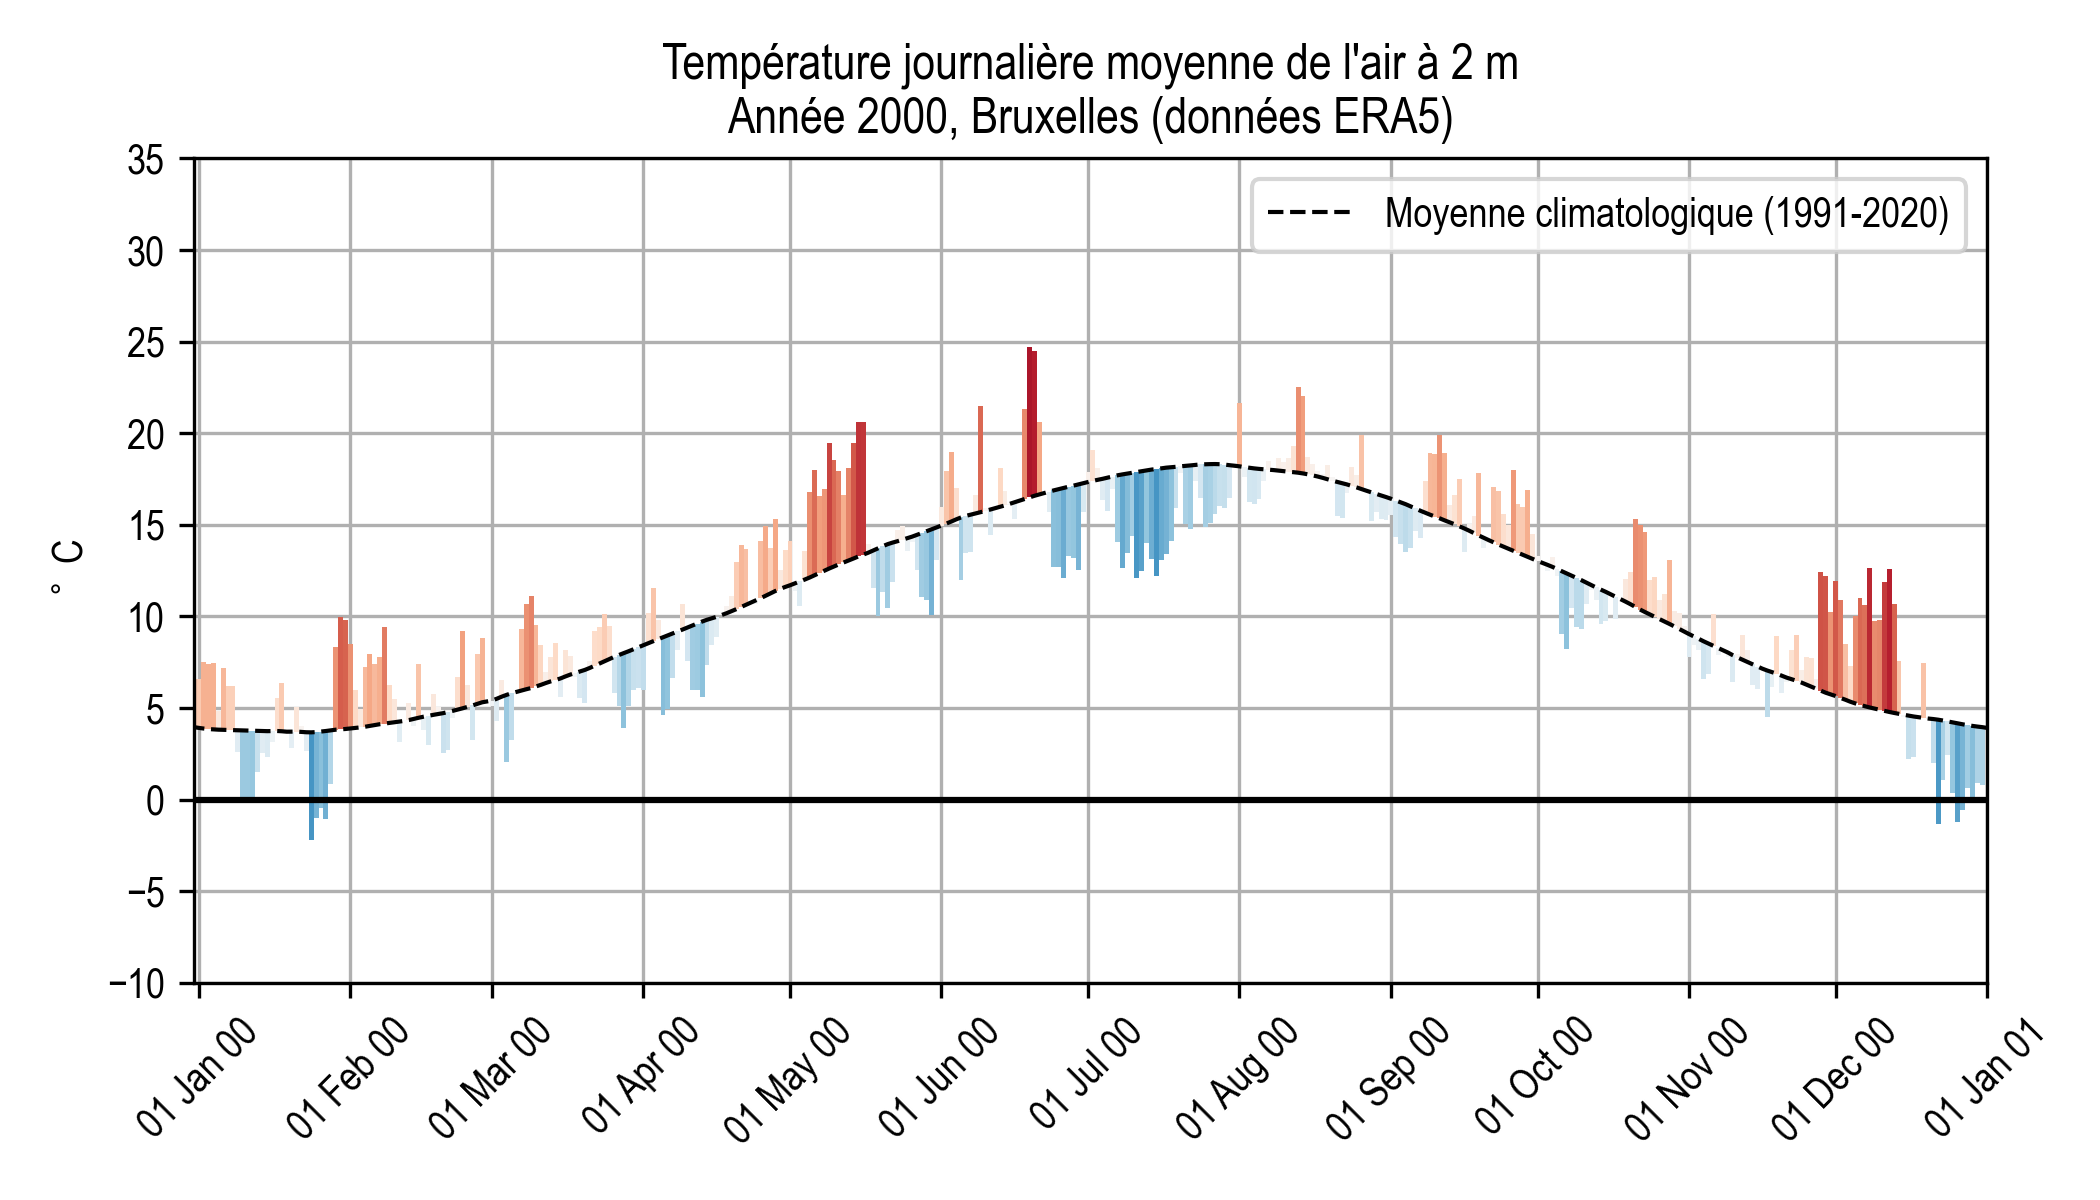 Température journalière moyenne de l'air à 2 m
Année 2000, Bruxelles (données ERA5)
Moyenne climatologique (1991-2020)
° C
35
30
25
20
15
10
5
0
−5
−10
01 Jan 00
01 Feb 00
01 Mar 00
01 Apr 00
01 May 00
01 Jun 00
01 Jul 00
01 Aug 00
01 Sep 00
01 Oct 00
01 Nov 00
01 Dec 00
01 Jan 01